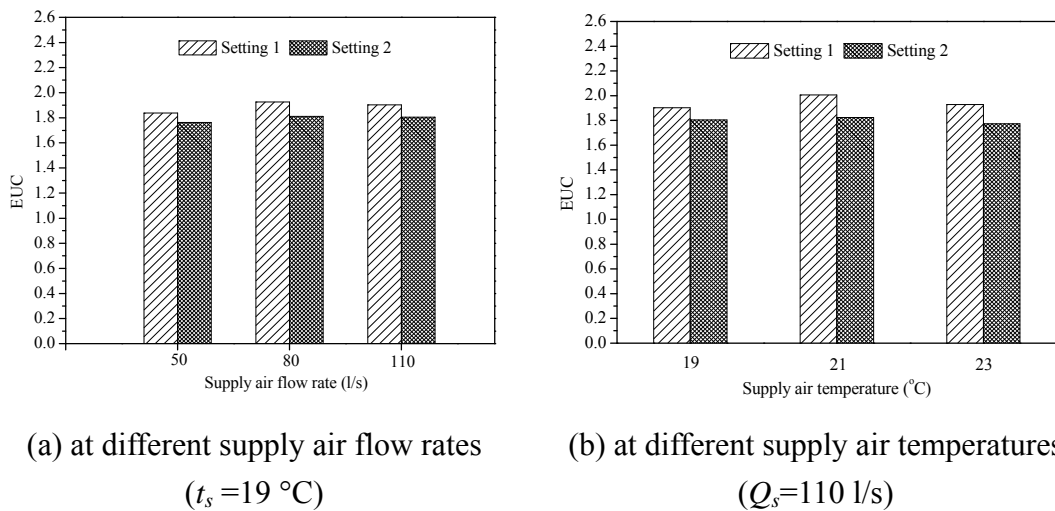 2.6
2.4
2.2
2.0
1.8
1.6
1.4
1.2
1.0
0.8
0.6
0.4
0.2
0.0
EUC
Setting 1 Setting 2
50 80 110
Supply air flow rate (l/s)
2.6
2.4
2.2
2.0
1.8
1.6
1.4
1.2
1.0
0.8
0.6
0.4
0.2
0.0
EUC
Setting 1 Setting 2
19 21 23
Supply air temperature (°C)
(a) at different supply air flow rates
(t_s =19 °C)
(b) at different supply air temperatures
(Q_s=110 l/s)